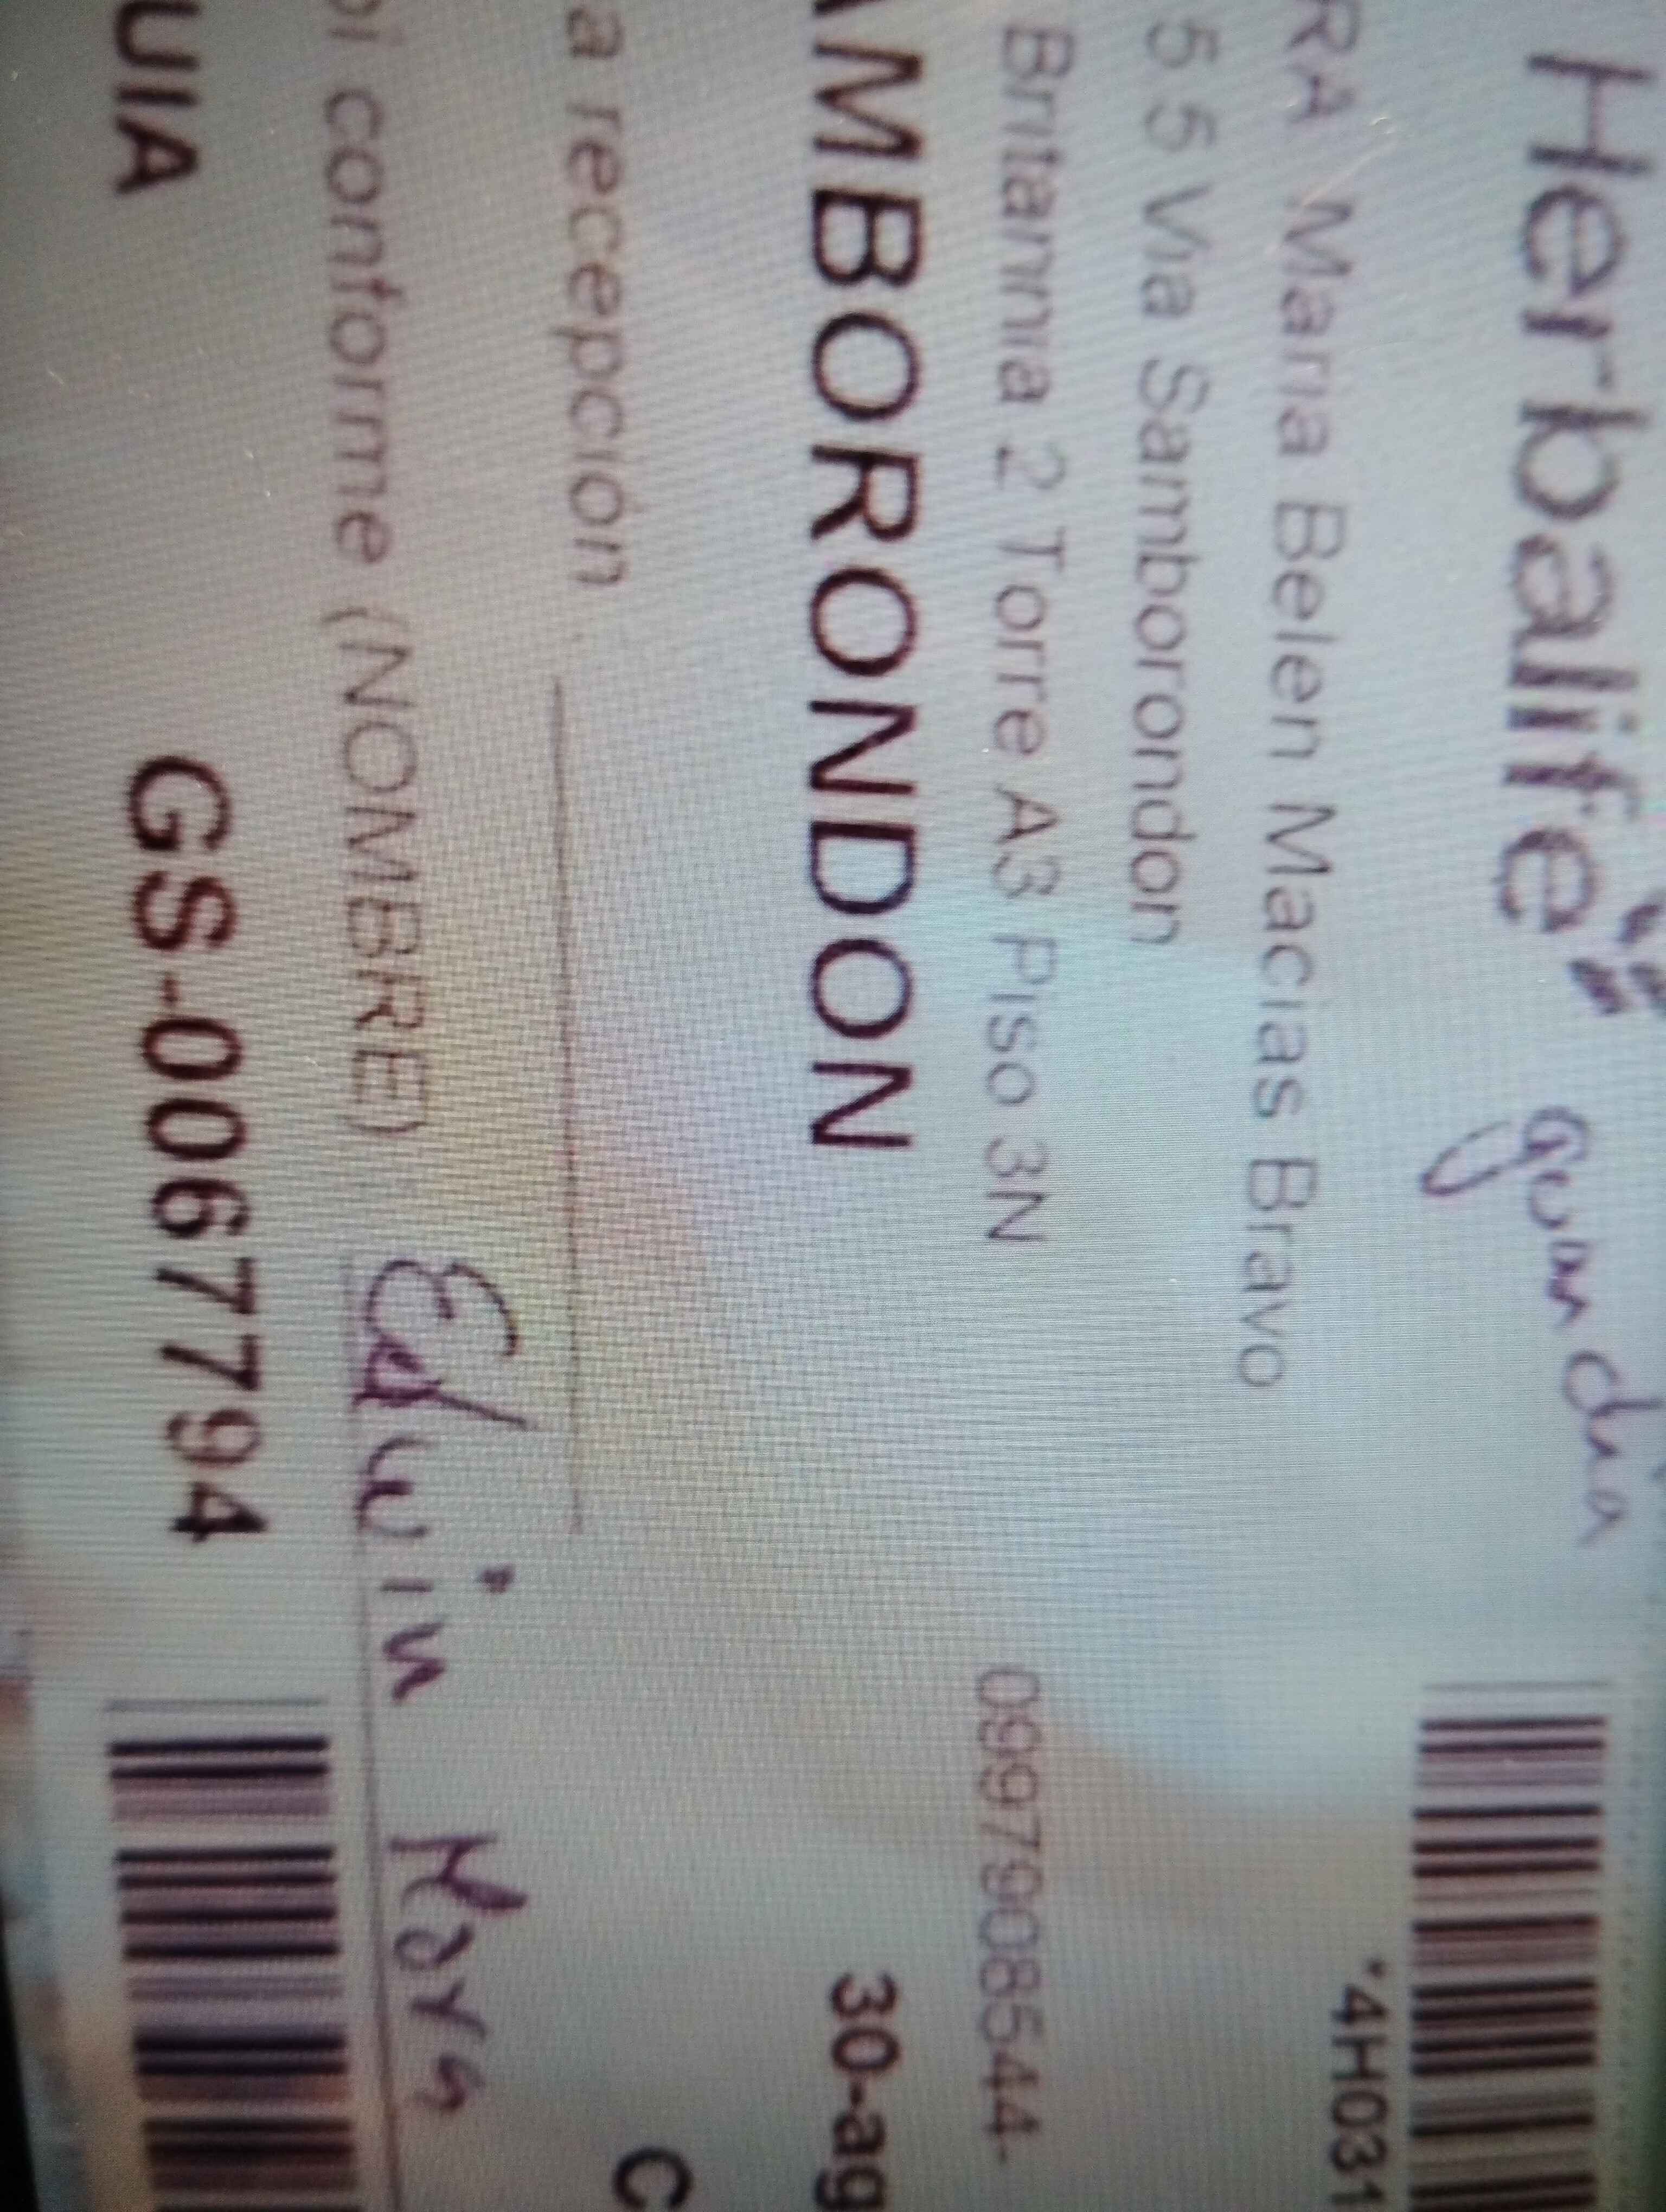 Herbalife guardia
*4H031
RA Maria Belen Macias Bravo
5 5 Via Samborondon
Britannia 2 Torre A3 Piso 3N 0997908544-
AMBORONDON 30-ag
a recepcion C
conforme (NOMBRE) Eduin Mora
UIA GS-0067794